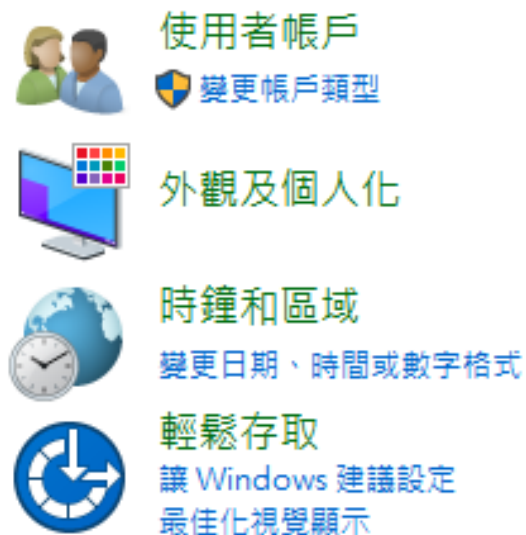 使用者帳戶
變更帳戶類型
外觀及個人化
時鐘和區域
變更日期、時間或數字格式
輕鬆存取
讓 Windows 建議設定
最佳化視覺顯示